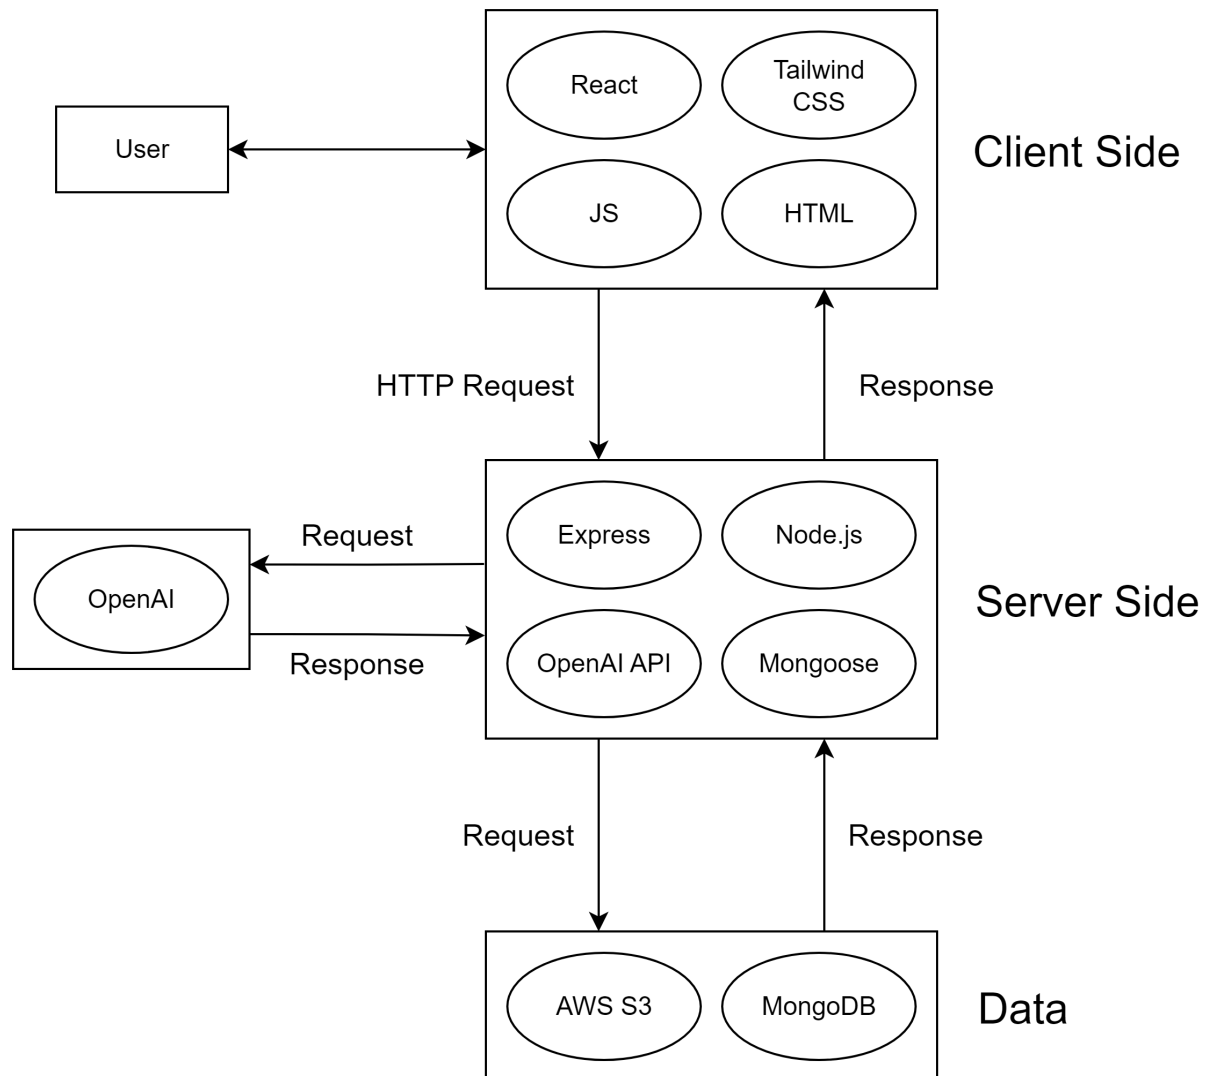 React
Tailwind
CSS
User
Client Side
JS
HTML
HTTP Request
Response
Express
Node.js
Request
OpenAI
Server Side
Response
OpenAI API
Mongoose
Request
Response
AWS S3
MongoDB
Data